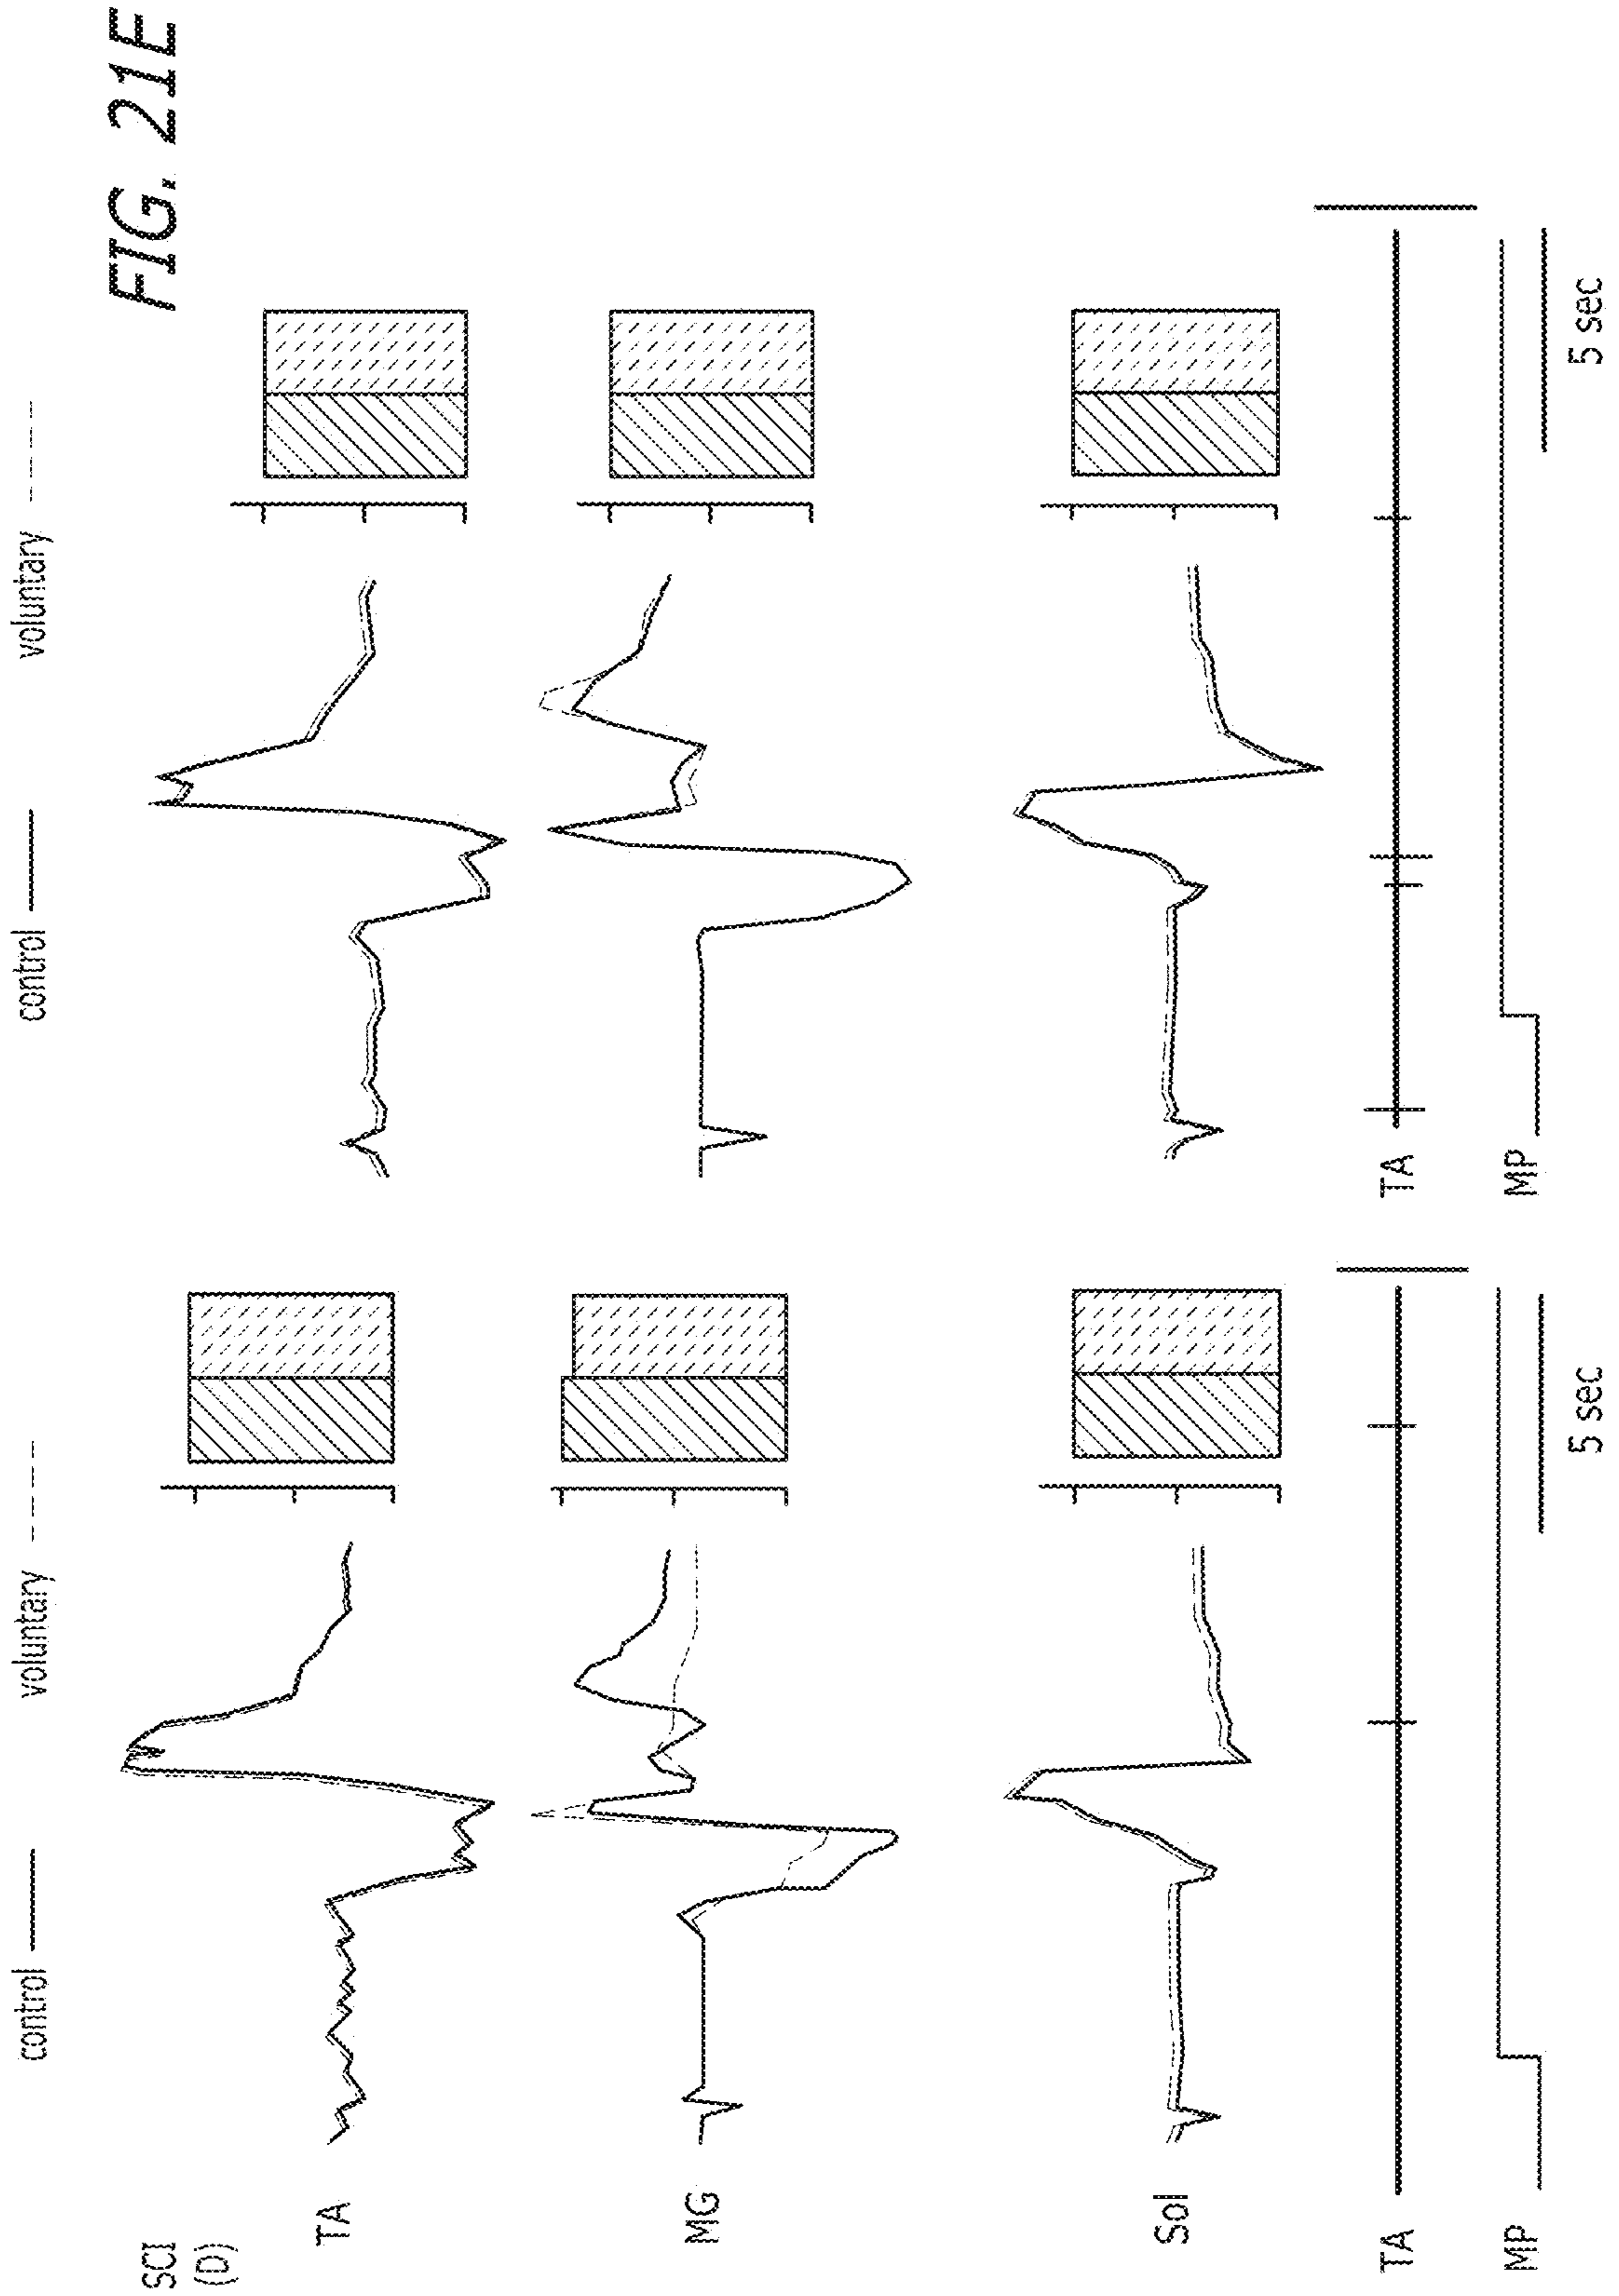 FIG. 21E
control
voluntary
control
voluntary
SCI
(D)
TA
MG
Sol
TA
TA
MP
MP
5 sec
5 sec